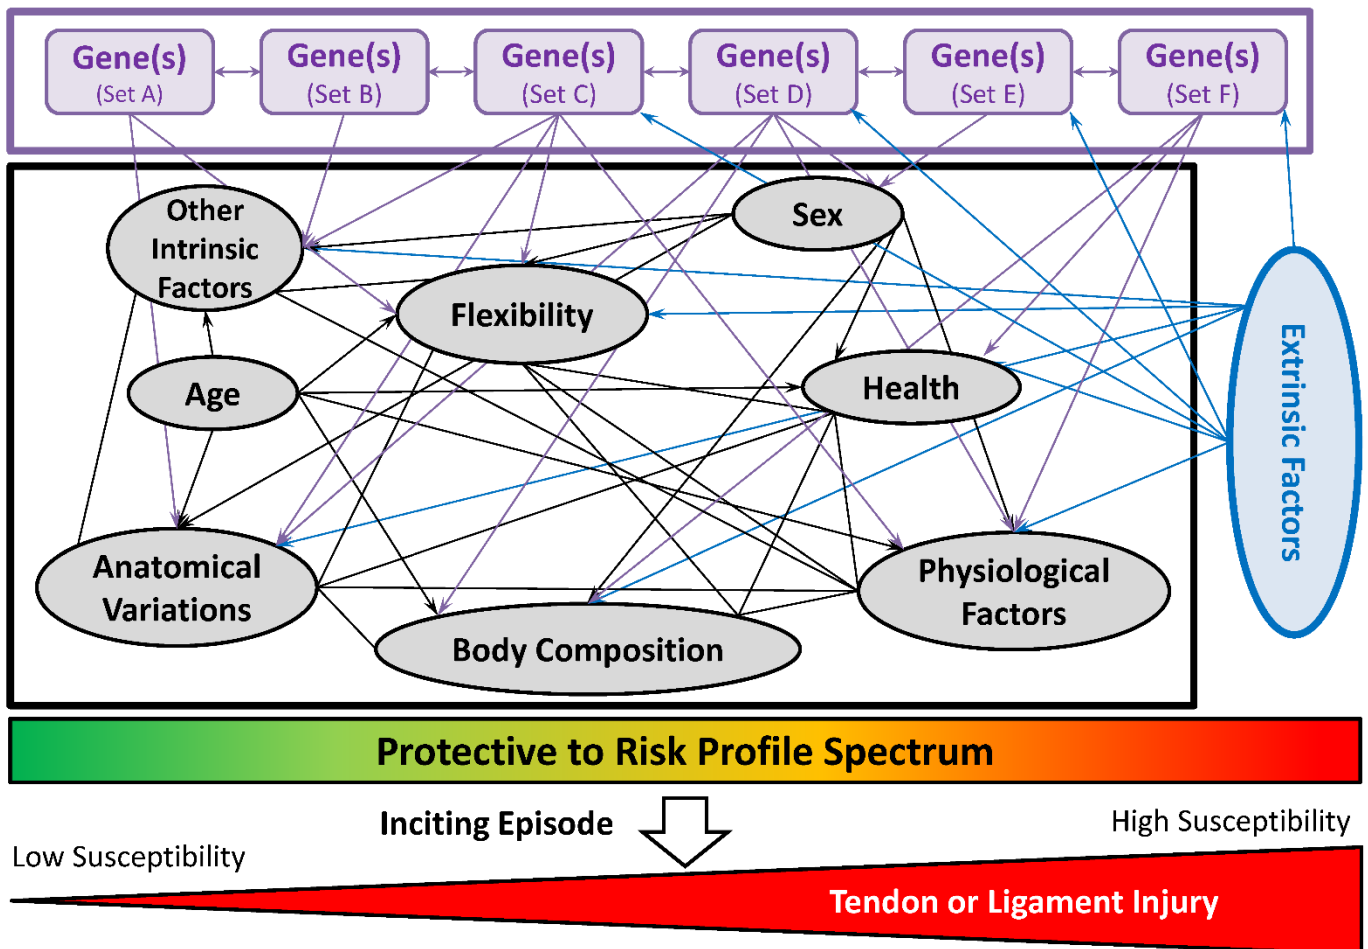 Gene(s)
(Set A)
Gene(s)
(Set B)
Gene(s)
(Set C)
Gene(s)
(Set D)
Gene(s)
(Set E)
Gene(s)
(Set F)
Other
Intrinsic
Factors
Sex
Flexibility
Age
Health
Extrinsic Factors
Anatomical
Variations
Body Composition
Physiological
Factors
Protective to Risk Profile Spectrum
Inciting Episode
High Susceptibility
Low Susceptibility
Tendon or Ligament Injury